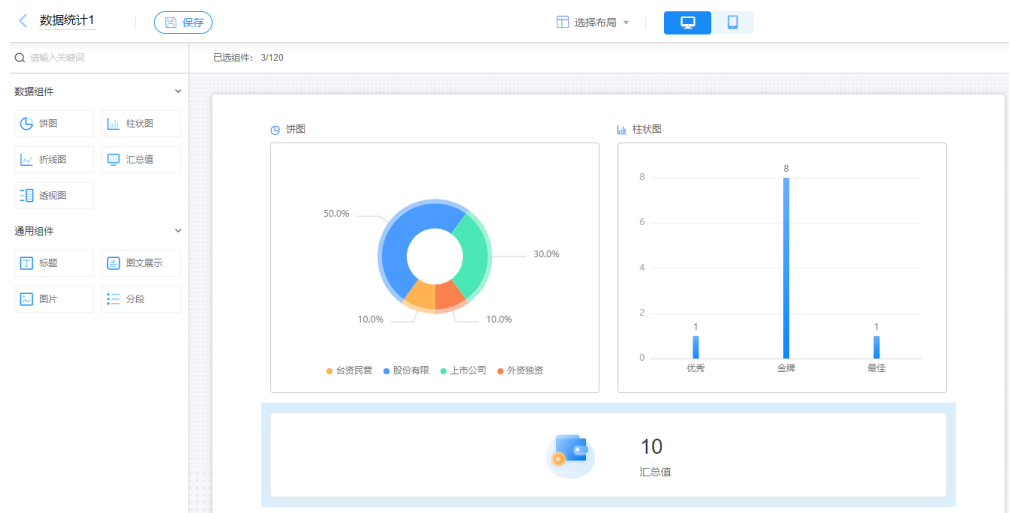 数据统计1
保存
选择布局
请输入关键词
已选组件： 3/120
数据组件
饼图
柱状图
折线图
汇总值
透视图
通用组件
标题
图文展示
图片
分段
饼图
50.0%
30.0%
10.0%
10.0%
台资民营 股份有限 上市公司 外资独资
柱状图
8
6
4
2
0
1
8
1
优秀
金牌
最佳
10
汇总值